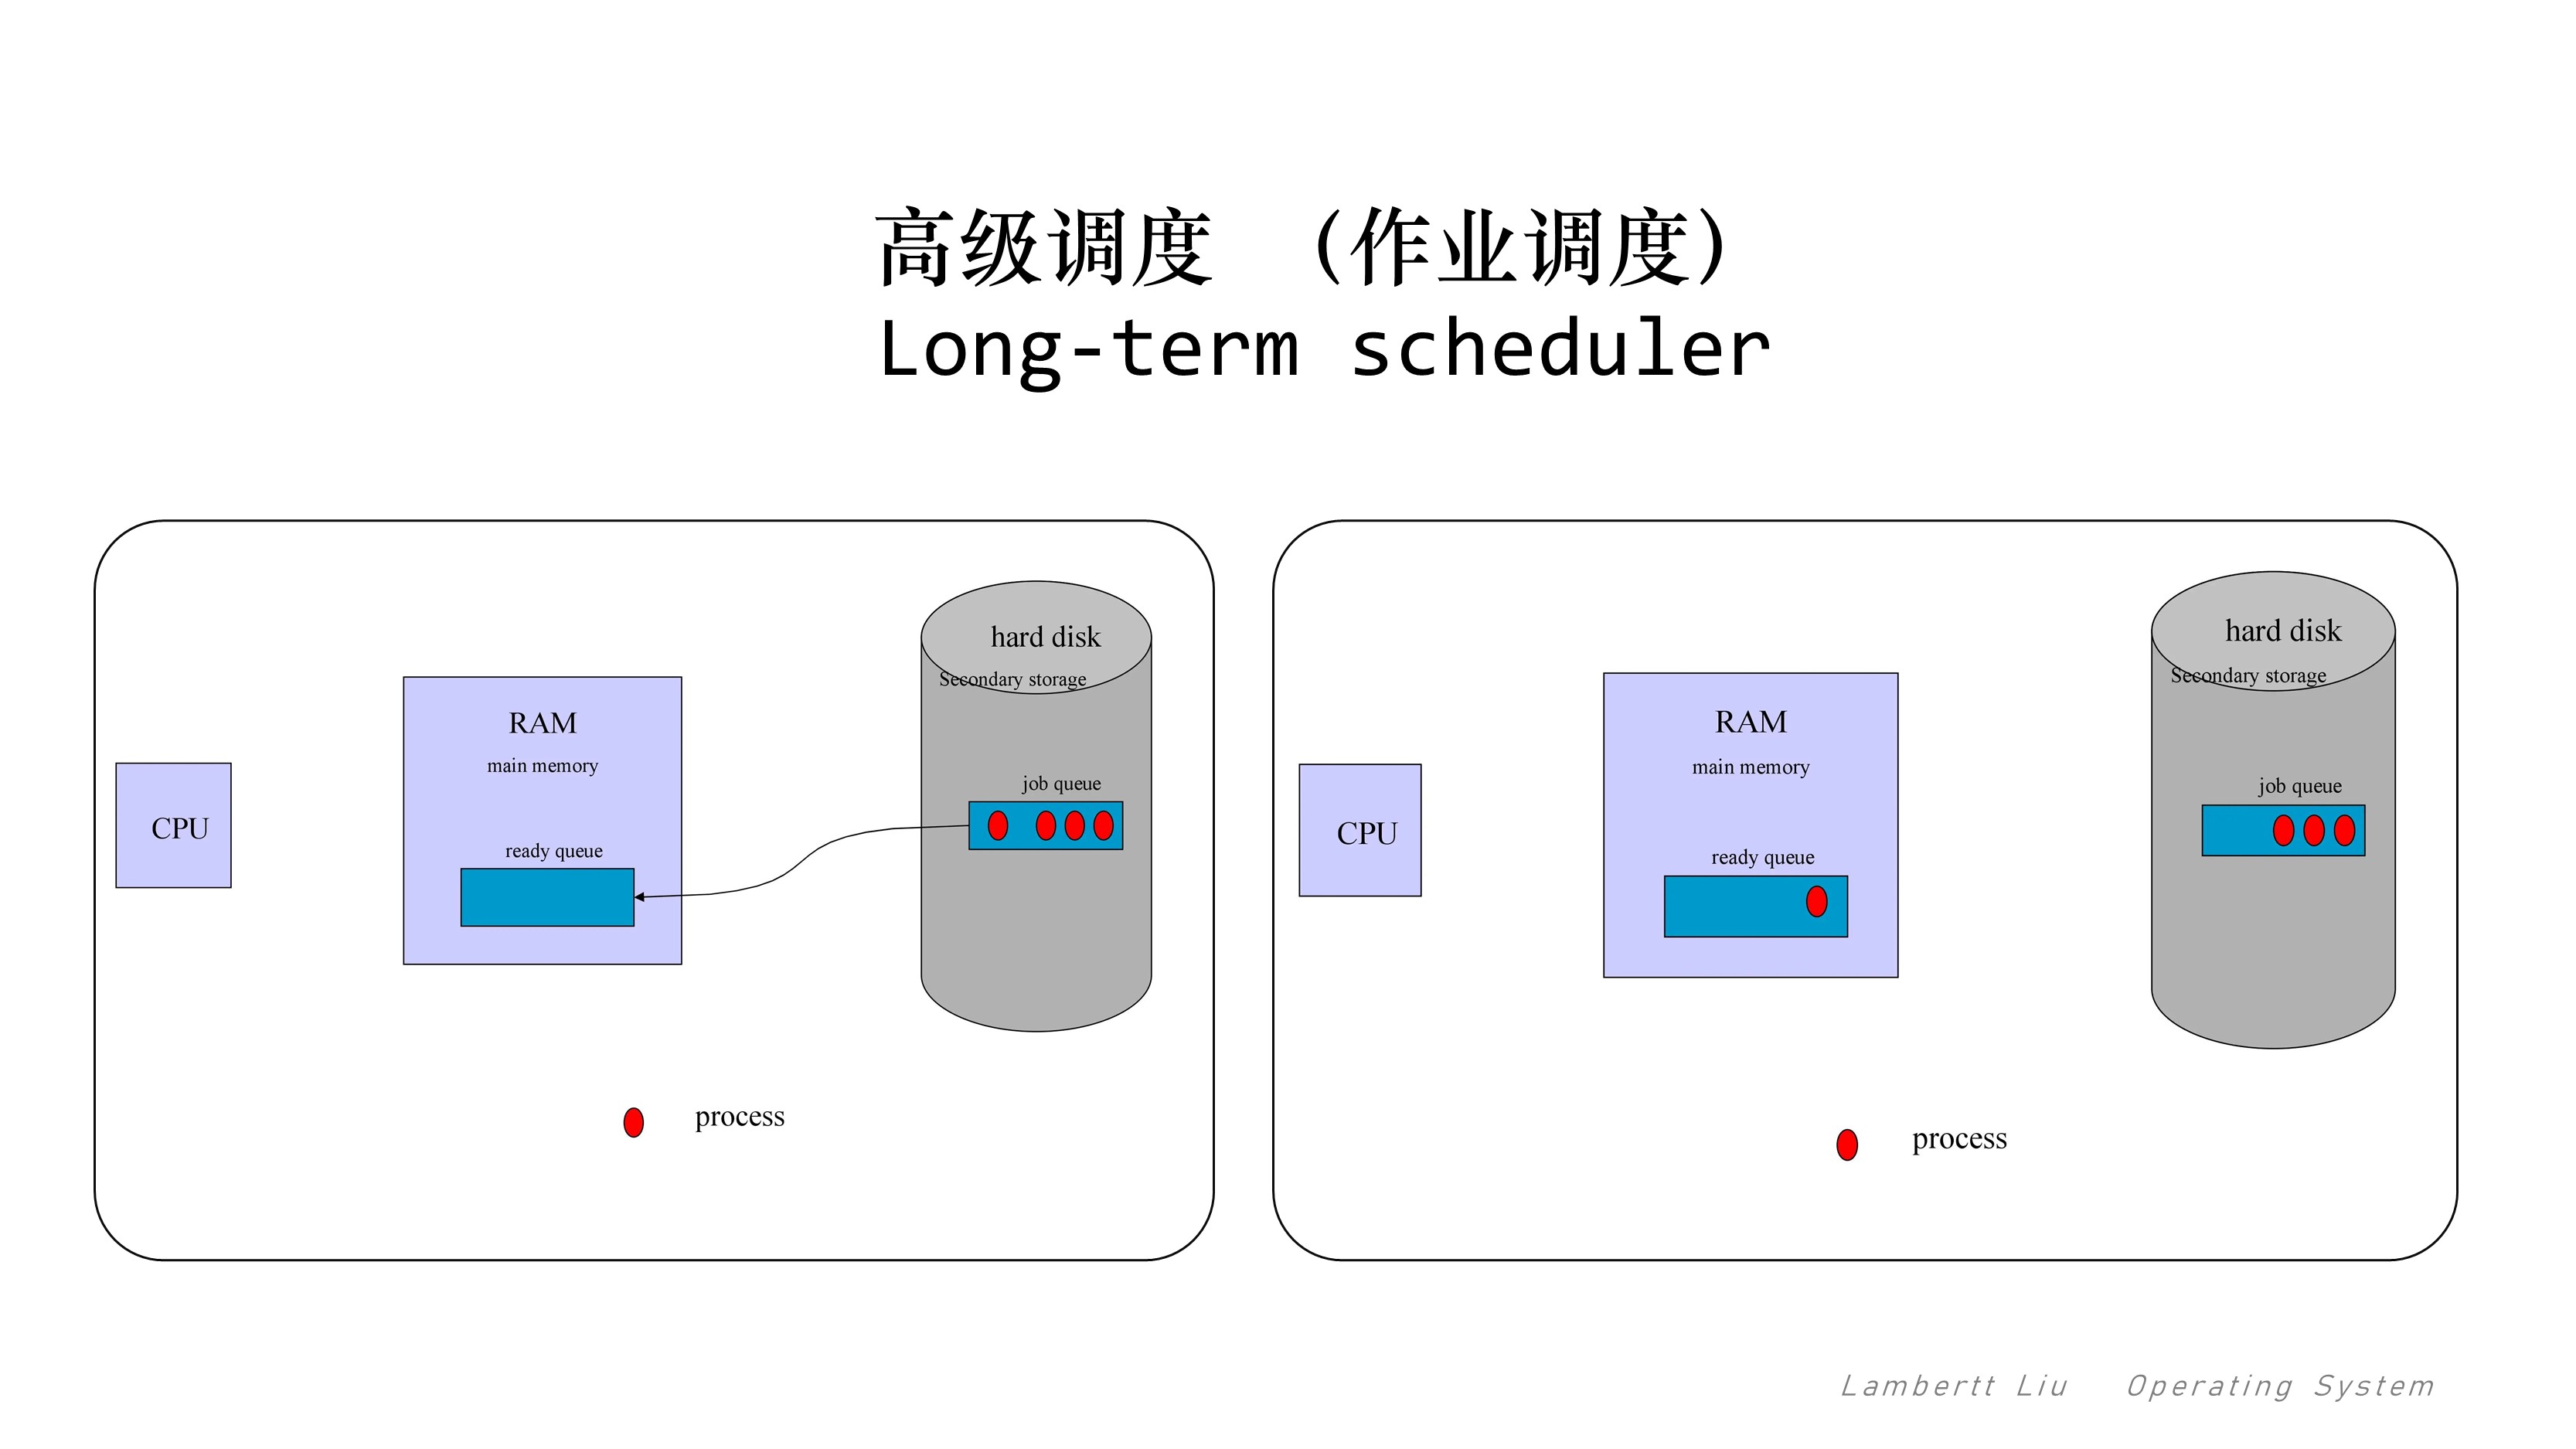 高级调度 （作业调度）
Long-term scheduler
hard disk
Secondary storage
RAM
main memory
job queue
CPU
ready queue
process
hard disk
Secondary storage
RAM
main memory
job queue
CPU
ready queue
process
Lambertt Liu Operating System